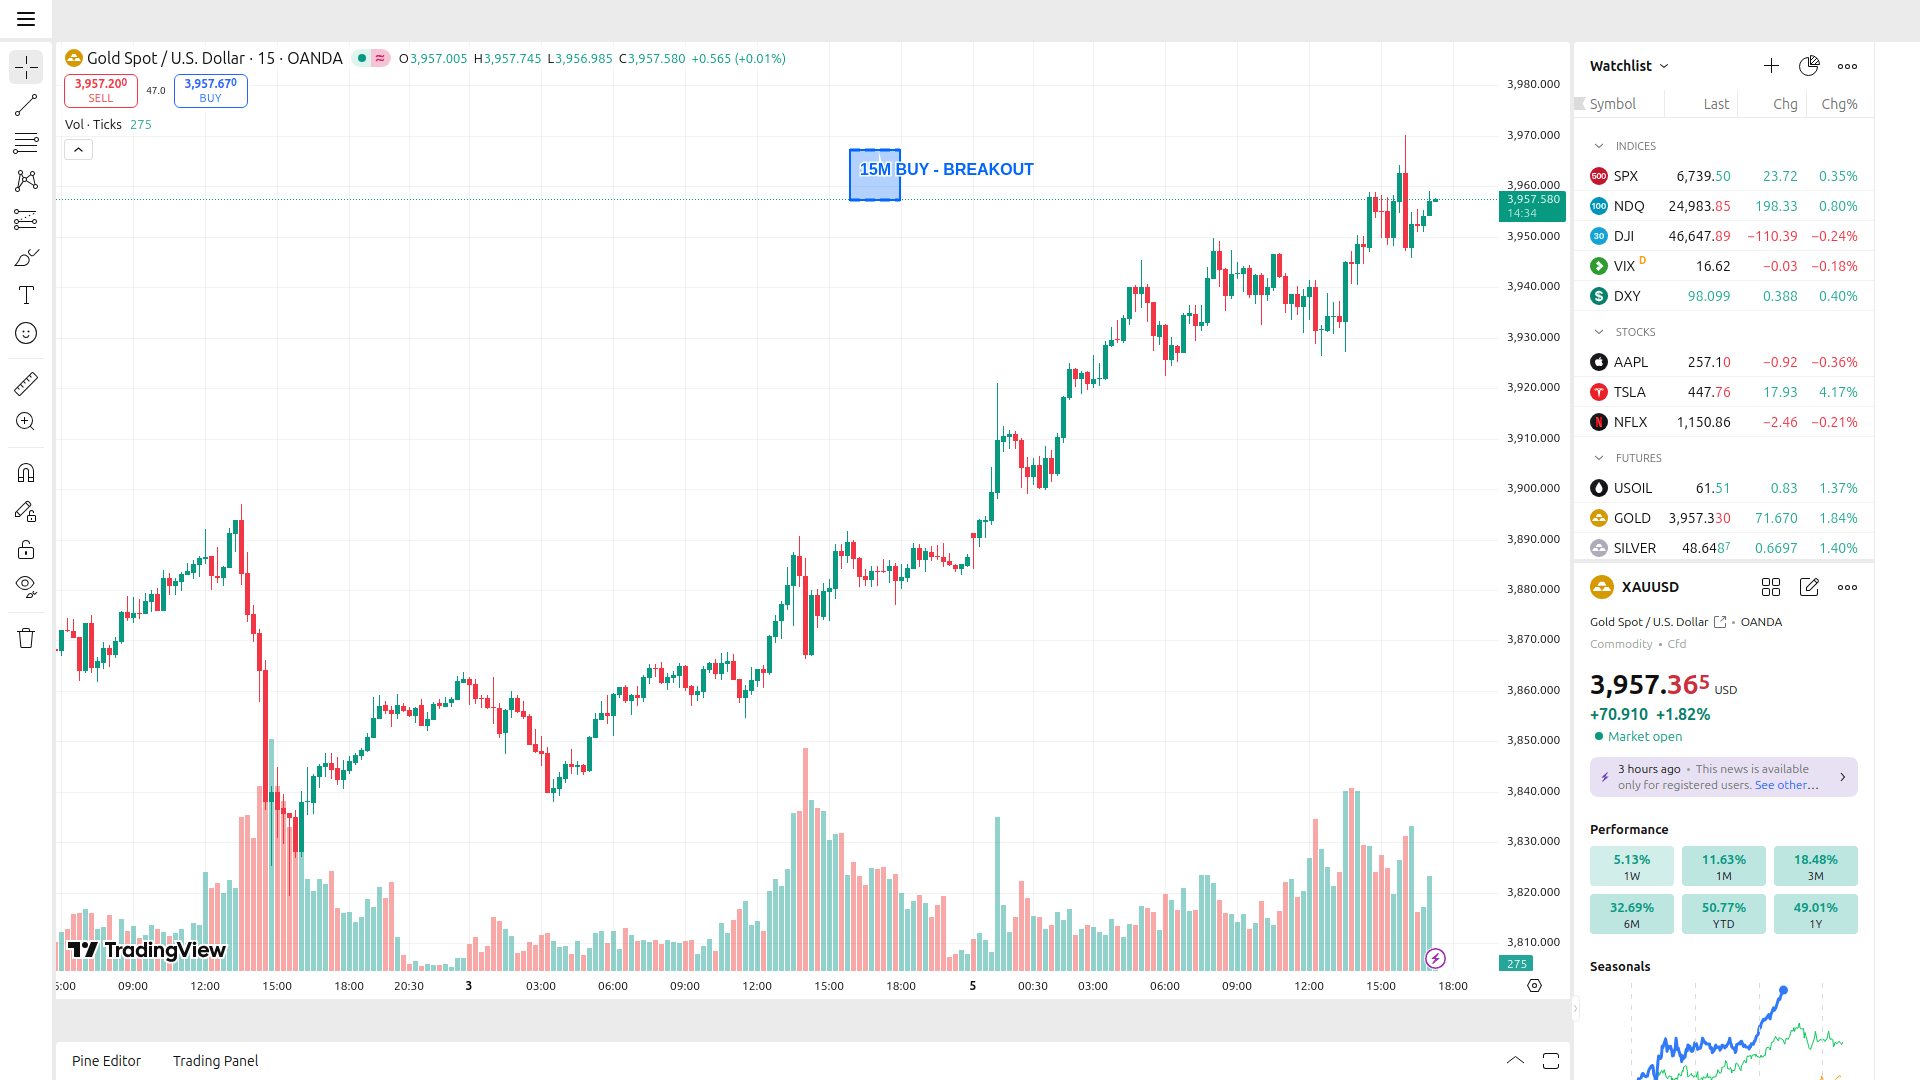 Gold Spot / U.S. Dollar · 15 · OANDA
O3,957.005 H3,957.745 L3,956.985 C3,957.580 +0.565 (+0.01%)
3,957.200
SELL
47.0
3,957.670
BUY
Vol · Ticks 275
15M BUY - BREAKOUT
3,980.000
3,970.000
3,960.000
3,957.580
14:34
3,950.000
3,940.000
3,930.000
3,920.000
3,910.000
3,900.000
3,890.000
3,880.000
3,870.000
3,860.000
3,850.000
3,840.000
3,830.000
3,820.000
3,810.000
275
TradingView
09:00 12:00 15:00 18:00 20:30 3 03:00 06:00 09:00 12:00 15:00 18:00 5 00:30 03:00 06:00 09:00 12:00 15:00 18:00
Pine Editor
Trading Panel
Watchlist
Symbol Last Chg Chg%
INDICES
500 SPX 6,739.50 23.72 0.35%
100 NDQ 24,983.85 198.33 0.80%
30 DJI 46,647.89 −110.39 −0.24%
VIX D 16.62 −0.03 −0.18%
$ DXY 98.099 0.388 0.40%
STOCKS
AAPL 257.10 −0.92 −0.36%
TSLA 447.76 17.93 4.17%
N NFLX 1,150.86 −2.46 −0.21%
FUTURES
USOIL 61.51 0.83 1.37%
GOLD 3,957.330 71.670 1.84%
SILVER 48.6487 0.6697 1.40%
XAUUSD
Gold Spot / U.S. Dollar • OANDA
Commodity • Cfd
3,957.365 USD
+70.910 +1.82%
Market open
3 hours ago • This news is available
only for registered users. See other…
Performance
5.13% 11.63% 18.48%
1W 1M 3M
32.69% 50.77% 49.01%
6M YTD 1Y
Seasonals